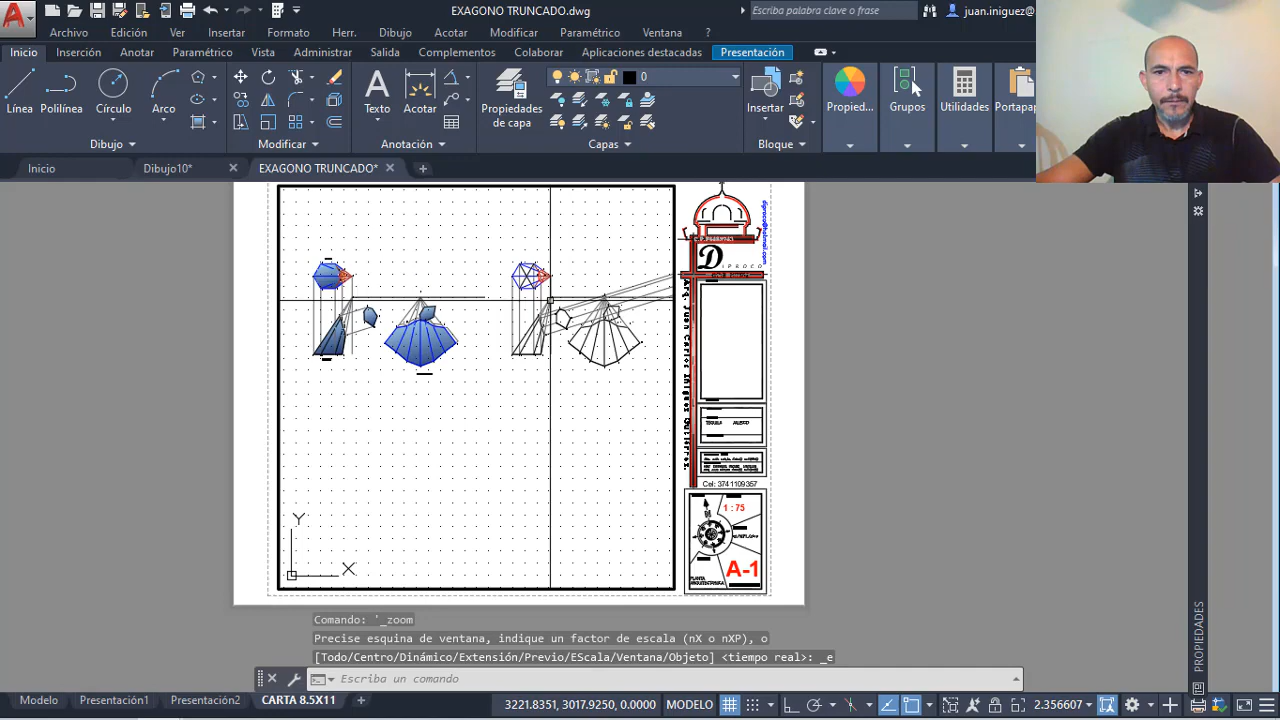 EXAGONO TRUNCADO.dwg
Escriba palabra clave o frase
juan.iniguez@
Archivo Edición Ver Insertar Formato Herr. Dibujo Acotar Modificar Paramétrico Ventana ?
Inicio Inserción Anotar Paramétrico Vista Administrar Salida Complementos Colaborar Aplicaciones destacadas Presentación
0
Línea Polilínea Círculo Arco Texto Acotar Propiedades de capa Insertar Propied... Grupos Utilidades Portapap
Dibujo Modificar Anotación Capas Bloque
Inicio Dibujo10* EXAGONO TRUNCADO*
DIPROCO
Cel: 3741109357
1 : 75
A-1
PLANTA
ARQUITECTONICA
Y
X
Comando: '_zoom
Precise esquina de ventana, indique un factor de escala (nX o nXP), o
[Todo/Centro/Dinámico/Extensión/Previo/EScala/Ventana/Objeto] <tiempo real>: _e
Escriba un comando
PROPIEDADES
Modelo Presentación1 Presentación2 CARTA 8.5X11
321.8351, -2017.9250, 0.0000 MODELO 2.356607